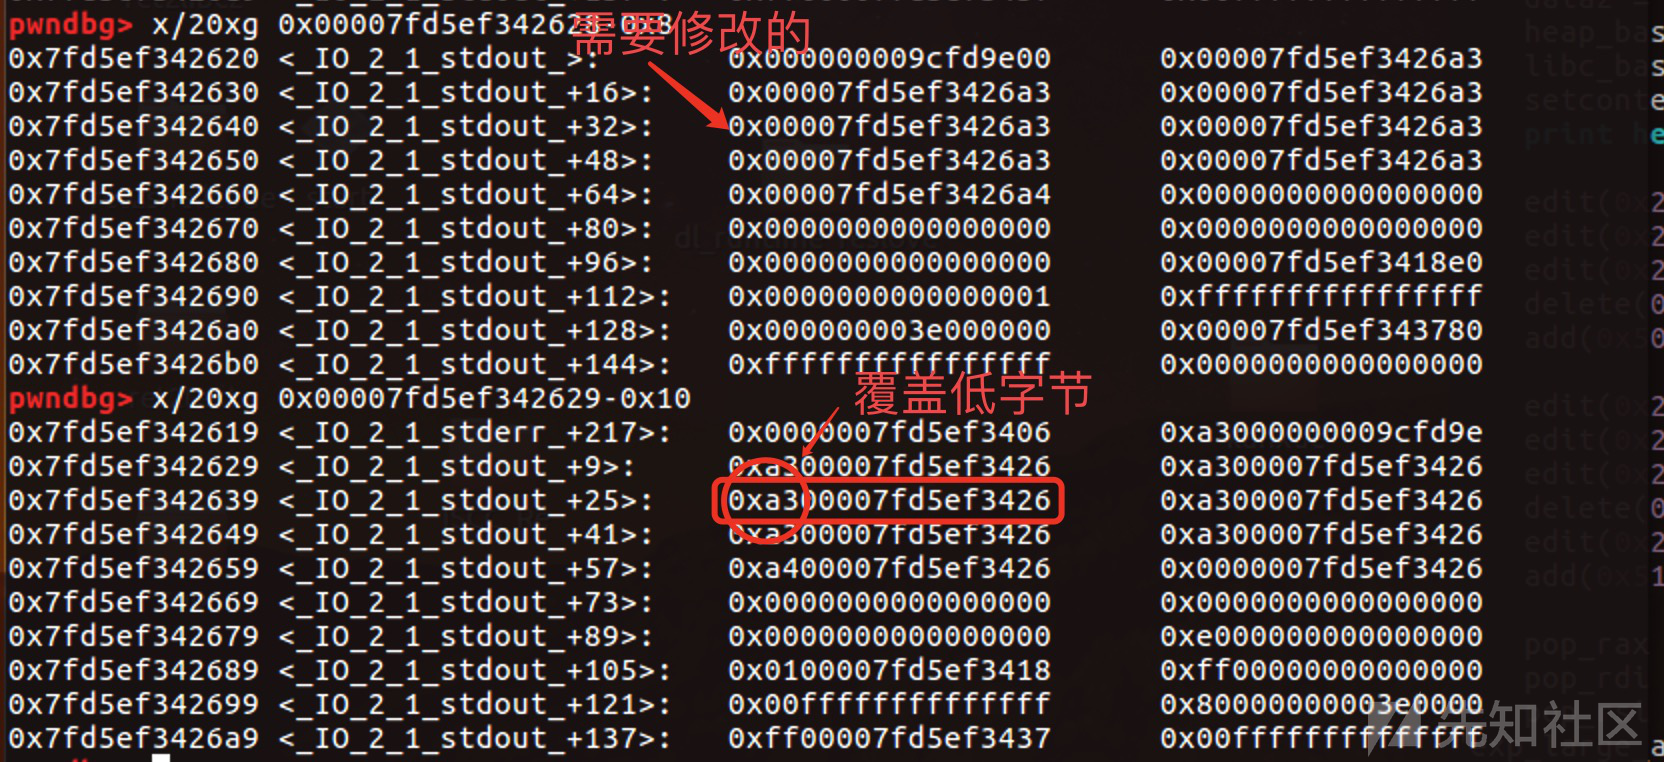 pwndbg> x/20xg 0x00007fd5ef342628-0x8
需要修改的
0x7fd5ef342620 <_IO_2_1_stdout_>: 0x000000009cfd9e00 0x00007fd5ef3426a3
0x7fd5ef342630 <_IO_2_1_stdout_+16>: 0x00007fd5ef3426a3 0x00007fd5ef3426a3
0x7fd5ef342640 <_IO_2_1_stdout_+32>: 0x00007fd5ef3426a3 0x00007fd5ef3426a3
0x7fd5ef342650 <_IO_2_1_stdout_+48>: 0x00007fd5ef3426a3 0x00007fd5ef3426a3
0x7fd5ef342660 <_IO_2_1_stdout_+64>: 0x00007fd5ef3426a4 0x0000000000000000
0x7fd5ef342670 <_IO_2_1_stdout_+80>: 0x0000000000000000 0x0000000000000000
0x7fd5ef342680 <_IO_2_1_stdout_+96>: 0x0000000000000000 0x00007fd5ef3418e0
0x7fd5ef342690 <_IO_2_1_stdout_+112>: 0x0000000000000001 0xffffffffffffffff
0x7fd5ef3426a0 <_IO_2_1_stdout_+128>: 0x000000003e000000 0x00007fd5ef343780
0x7fd5ef3426b0 <_IO_2_1_stdout_+144>: 0xffffffffffffffff 0x0000000000000000
pwndbg> x/20xg 0x00007fd5ef342629-0x10
覆盖低字节
0x7fd5ef342619 <_IO_2_1_stderr_+217>: 0x0000007fd5ef3406 0xa3000000009cfd9e
0x7fd5ef342629 <_IO_2_1_stdout_+9>: 0xa300007fd5ef3426 0xa300007fd5ef3426
0x7fd5ef342639 <_IO_2_1_stdout_+25>: 0xa300007fd5ef3426 0xa300007fd5ef3426
0x7fd5ef342649 <_IO_2_1_stdout_+41>: 0xa300007fd5ef3426 0xa300007fd5ef3426
0x7fd5ef342659 <_IO_2_1_stdout_+57>: 0xa400007fd5ef3426 0x0000007fd5ef3426
0x7fd5ef342669 <_IO_2_1_stdout_+73>: 0x0000000000000000 0x0000000000000000
0x7fd5ef342679 <_IO_2_1_stdout_+89>: 0x0000000000000000 0xe000000000000000
0x7fd5ef342689 <_IO_2_1_stdout_+105>: 0x0100007fd5ef3418 0xff00000000000000
0x7fd5ef342699 <_IO_2_1_stdout_+121>: 0x00ffffffffffffff 0x80000000003e0000
0x7fd5ef3426a9 <_IO_2_1_stdout_+137>: 0xff00007fd5ef3437 0x00ffffffffffffff
先知社区